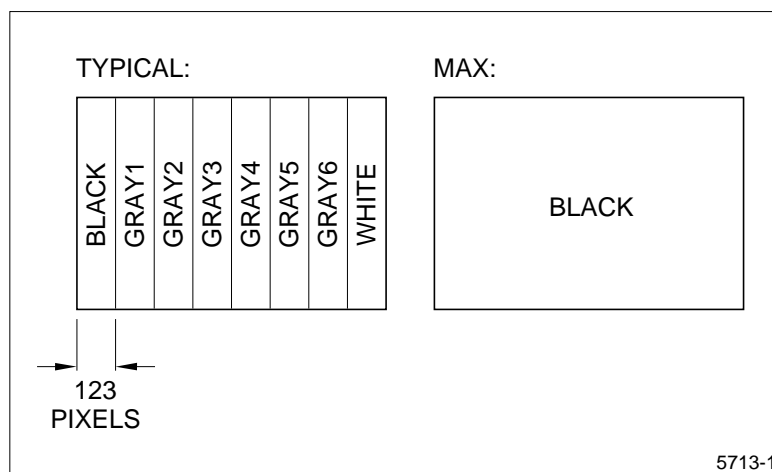 TYPICAL:
MAX:
BLACK
GRAY1
GRAY2
GRAY3
GRAY4
GRAY5
GRAY6
WHITE
BLACK
123
PIXELS
5713-1